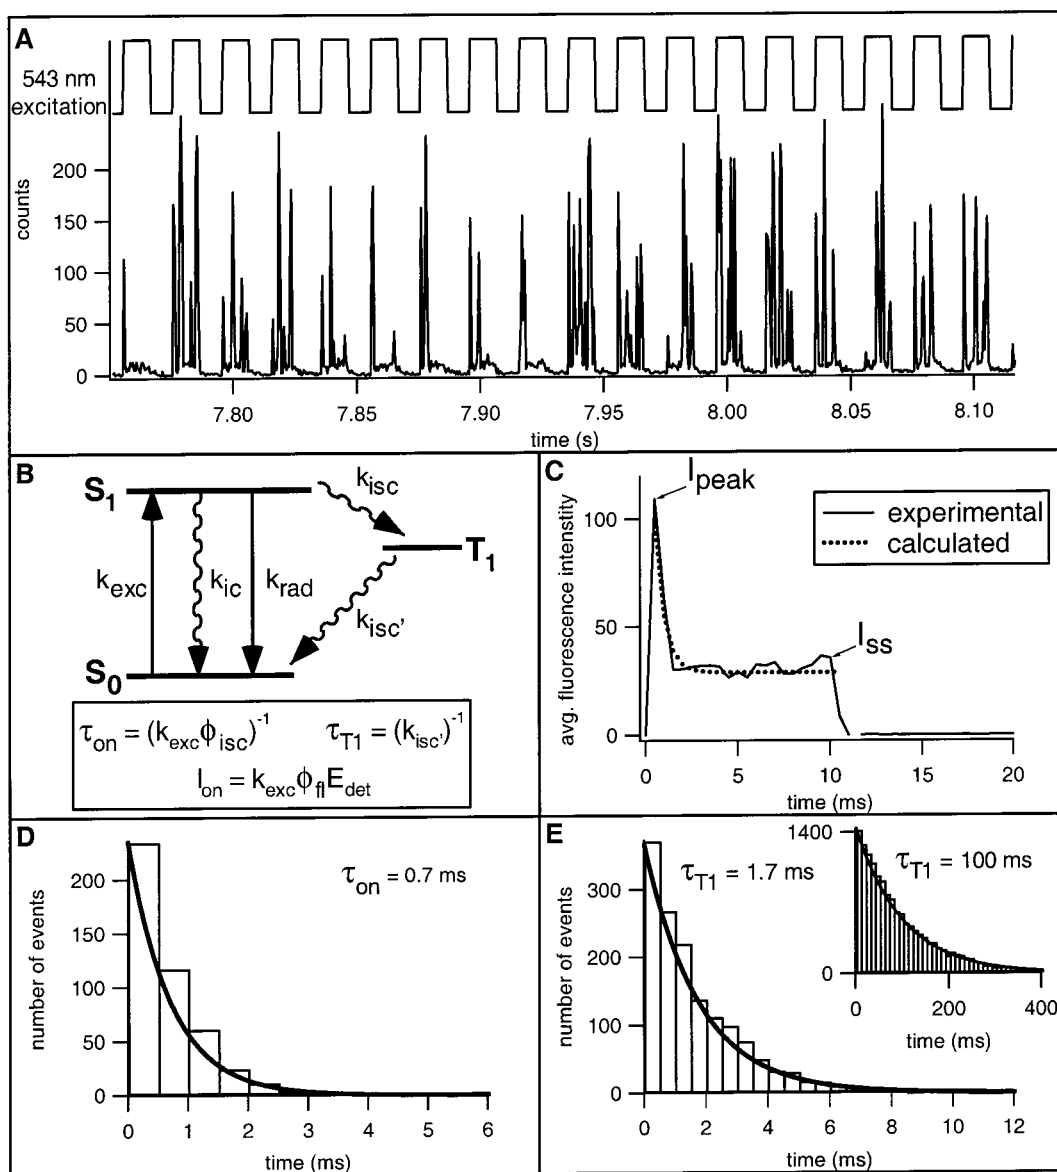 A
543 nm
excitation
counts
200
150
100
50
0
7.80
7.85
7.90
7.95
8.00
8.05
8.10
time (s)
B
S1
kisc
T1
kexc
kic
krad
kisc'
S0
τon = (kexcϕisc)-1
τT1 = (kisc')-1
Ion = kexcϕflEdet
C
Ipeak
experimental
calculated
Iss
avg. fluorescence intenstity
100
50
0
0
5
10
15
20
time (ms)
D
τon = 0.7 ms
number of events
200
150
100
50
0
0
1
2
3
4
5
6
time (ms)
E
τT1 = 1.7 ms
number of events
300
200
100
0
0
2
4
6
8
10
12
time (ms)
1400
τT1 = 100 ms
0
0
200
400
time (ms)